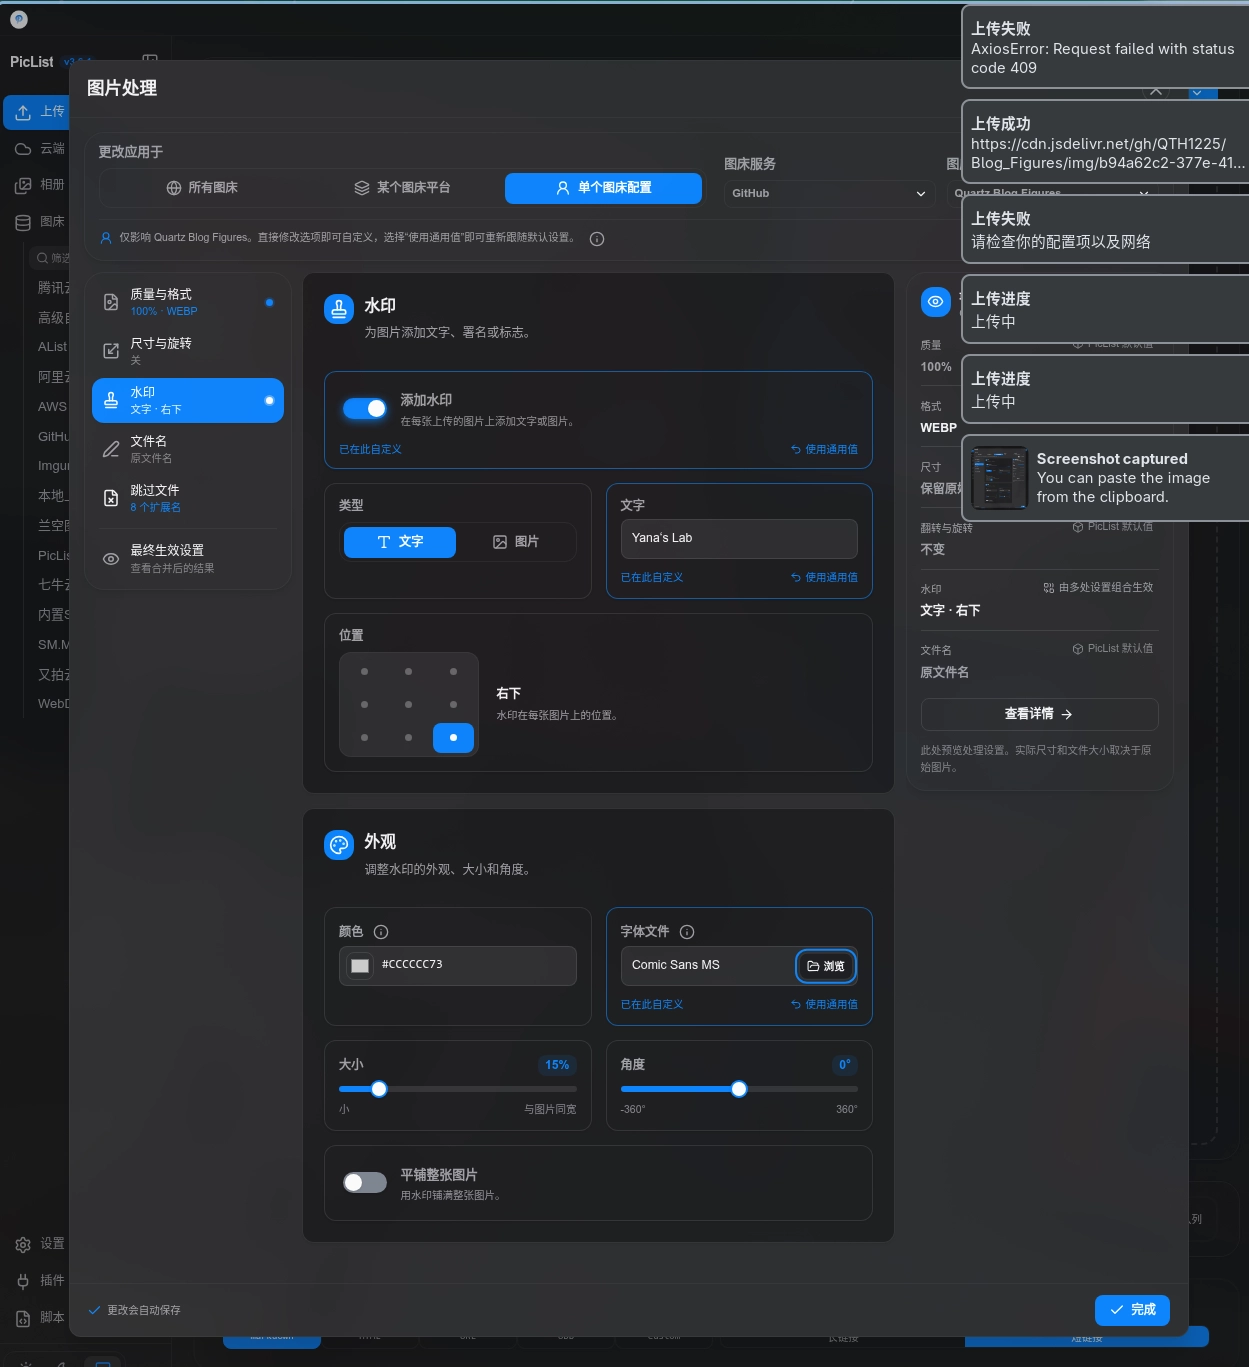 PicList
上传
云端
相册
图床
腾讯云
高级自
AList
阿里云
AWS
GitHu
Imgur
本地_
兰空图
PicLis
七牛云
内置S
SM.M
又拍云
WebD
设置
插件
脚本
图片处理
更改应用于
所有图床
某个图床平台
单个图床配置
图床服务
GitHub
Quartz Blog Figures
仅影响 Quartz Blog Figures。直接修改选项即可自定义，选择“使用通用值”即可重新跟随默认设置。
质量与格式
100% · WEBP
尺寸与旋转
关
水印
文字 · 右下
文件名
原文件名
跳过文件
8 个扩展名
最终生效设置
查看合并后的结果
水印
为图片添加文字、署名或标志。
添加水印
在每张上传的图片上添加文字或图片。
已在此自定义
使用通用值
类型
文字
图片
文字
Yana's Lab
已在此自定义
使用通用值
位置
右下
水印在每张图片上的位置。
外观
调整水印的外观、大小和角度。
颜色
#CCCCCC73
字体文件
Comic Sans MS
浏览
已在此自定义
使用通用值
大小
15%
小
与图片同宽
角度
0°
-360°
360°
平铺整张图片
用水印铺满整张图片。
质量
PicList 默认值
100%
格式
WEBP
尺寸
保留原始
翻转与旋转
PicList 默认值
不变
水印
由多处设置组合生效
文字 · 右下
文件名
PicList 默认值
原文件名
查看详情
此处预览处理设置。实际尺寸和文件大小取决于原
始图片。
更改会自动保存
完成
长链接
短链接
上传失败
AxiosError: Request failed with status
code 409
上传成功
https://cdn.jsdelivr.net/gh/QTH1225/
Blog_Figures/img/b94a62c2-377e-41...
上传失败
请检查你的配置项以及网络
上传进度
上传中
上传进度
上传中
Screenshot captured
You can paste the image
from the clipboard.